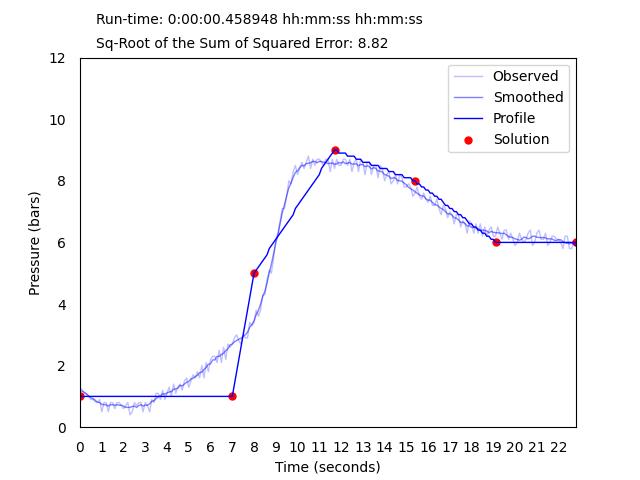 Run-time: 0:00:00.458948 hh:mm:ss hh:mm:ss
Sq-Root of the Sum of Squared Error: 8.82
12
10
8
6
4
2
0
Pressure (bars)
Observed
Smoothed
Profile
Solution
0 1 2 3 4 5 6 7 8 9 10 11 12 13 14 15 16 17 18 19 20 21 22
Time (seconds)